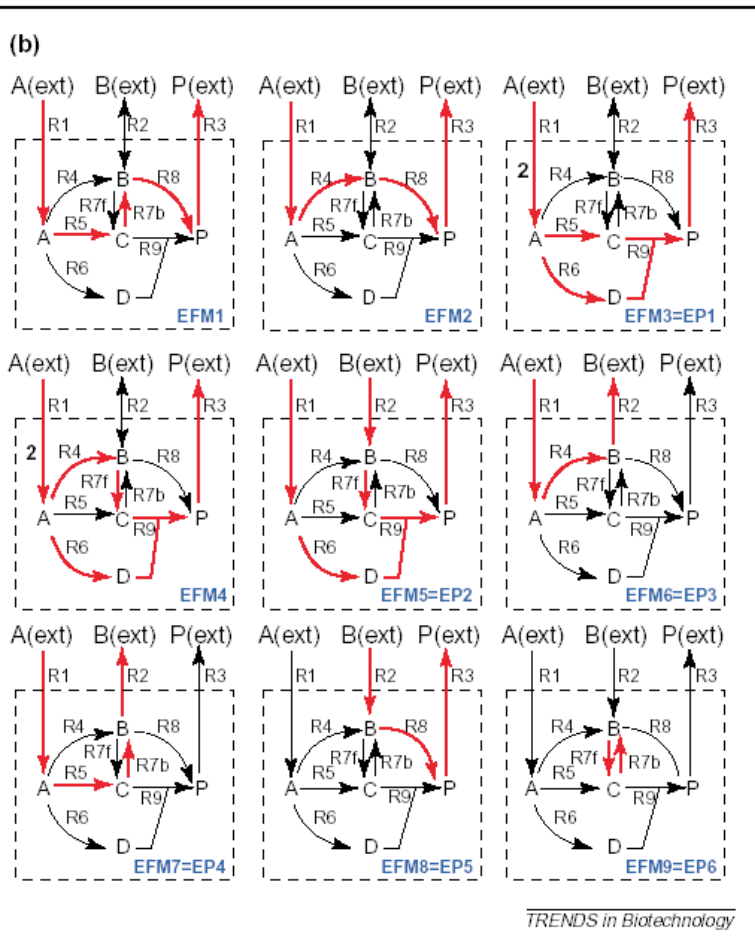 (b)
A(ext) B(ext) P(ext) A(ext) B(ext) P(ext) A(ext) B(ext) P(ext)
R1 R2 R3 R1 R2 R3 R1 R2 R3
R4 B R8 R4 B R8 2 R4 B R8
R7f R7b R7f R7b R7f R7b
A R5 C R9 P A R5 C R9 P A R5 C R9 P
R6 D R6 D R6 D
EFM1 EFM2 EFM3=EP1
A(ext) B(ext) P(ext) A(ext) B(ext) P(ext) A(ext) B(ext) P(ext)
R1 R2 R3 R1 R2 R3 R1 R2 R3
2 R4 B R8 R4 B R8 R4 B R8
R7f R7b R7f R7b R7f R7b
A R5 C R9 P A R5 C R9 P A R5 C R9 P
R6 D R6 D R6 D
EFM4 EFM5=EP2 EFM6=EP3
A(ext) B(ext) P(ext) A(ext) B(ext) P(ext) A(ext) B(ext) P(ext)
R1 R2 R3 R1 R2 R3 R1 R2 R3
R4 B R8 R4 B R8 R4 B R8
R7f R7b R7f R7b R7f R7b
A R5 C R9 P A R5 C R9 P A R5 C R9 P
R6 D R6 D R6 D
EFM7=EP4 EFM8=EP5 EFM9=EP6
TRENDS in Biotechnology